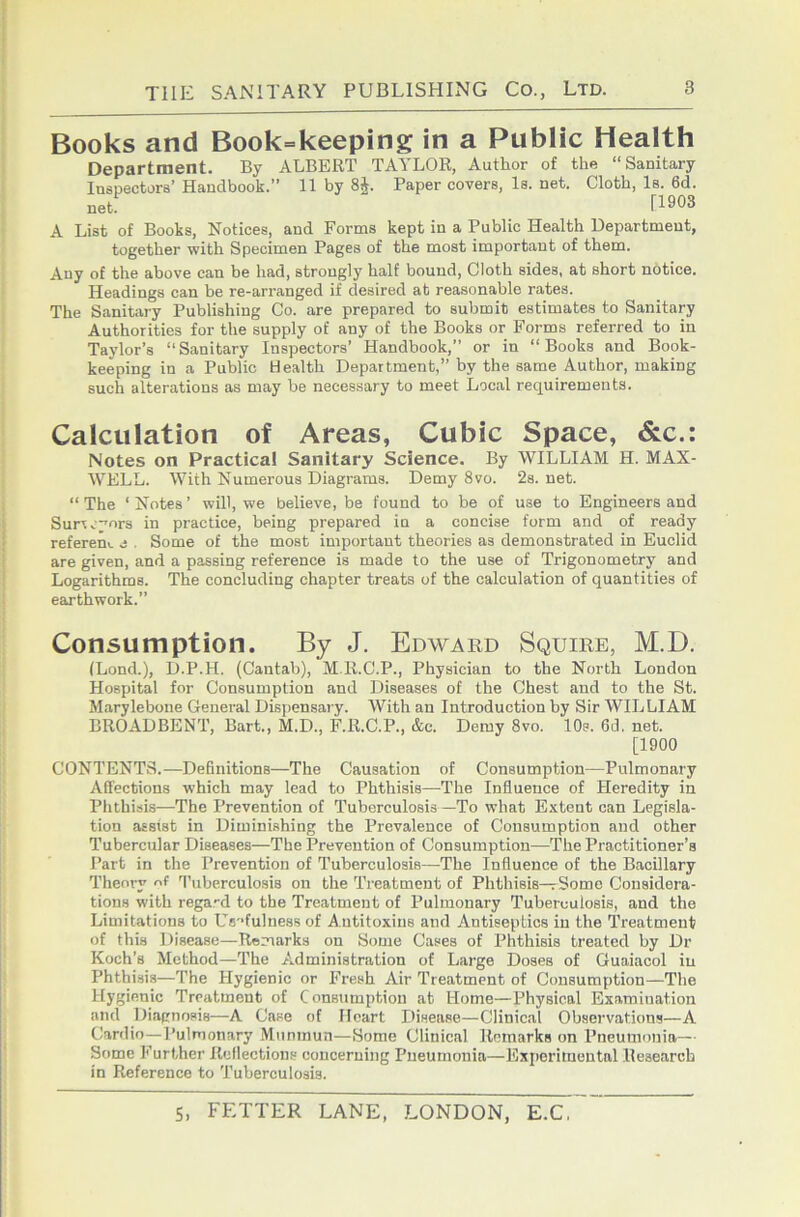 THE SANITARY PUBLISHING Co., LTD. 3
Books and Book=keeping in a Public Health
Department. By ALBERT TAYLOR, Author of the “Sanitary
Inspectors’ Handbook.” 11 by 8½. Paper covers, 1s. net. Cloth, 1s. 6d.
net. [1903
A List of Books, Notices, and Forms kept in a Public Health Department,
together with Specimen Pages of the most important of them.
Any of the above can be had, strongly half bound, Cloth sides, at short notice.
Headings can be re-arranged if desired at reasonable rates.
The Sanitary Publishing Co. are prepared to submit estimates to Sanitary
Authorities for the supply of any of the Books or Forms referred to in
Taylor’s “Sanitary Inspectors’ Handbook,” or in “Books and Book-
keeping in a Public Health Department,” by the same Author, making
such alterations as may be necessary to meet Local requirements.
Calculation of Areas, Cubic Space, &c.:
Notes on Practical Sanitary Science. By WILLIAM H. MAX-
WELL. With Numerous Diagrams. Demy 8vo. 2s. net.
“The ‘Notes’ will, we believe, be found to be of use to Engineers and
in practice, being prepared in a concise form and of ready
Some of the most important theories as demonstrated in Euclid
are given, and a passing reference is made to the use of Trigonometry and
Logarithms. The concluding chapter treats of the calculation of quantities of
earthwork.”
Consumption. By J. EDWARD SQUIRE, M.D.
(Lond.), D.P.H. (Cantab), M.R.C.P., Physician to the North London
Hospital for Consumption and Diseases of the Chest and to the St.
Marylebone General Dispensary. With an Introduction by Sir WILLIAM
BROADBENT, Bart., M.D., F.R.C.P., &c. Demy 8vo. 10s. 6d. net.
[1900
CONTENTS.—Definitions—The Causation of Consumption—Pulmonary
Affections which may lead to Phthisis—The Influence of Heredity in
Phthisis—The Prevention of Tuberculosis—To what Extent can Legisla-
tion assist in Diminishing the Prevalence of Consumption and other
Tubercular Diseases—The Prevention of Consumption—The Practitioner’s
Part in the Prevention of Tuberculosis—The Influence of the Bacillary
Theory of Tuberculosis on the Treatment of Phthisis—Some Considera-
tions with regard to the Treatment of Pulmonary Tuberculosis, and the
Limitations to Usefulness of Antitoxins and Antiseptics in the Treatment
of this Disease—Remarks on Some Cases of Phthisis treated by Dr
Koch’s Method—The Administration of Large Doses of Guaiacol in
Phthisis—The Hygienic or Fresh Air Treatment of Consumption—The
Hygienic Treatment of Consumption at Home—Physical Examination
and Diagnosis—A Case of Heart Disease—Clinical Observations—A
Cardio—Pulmonary Munmun—Some Clinical Remarks on Pneumonia—
Some Further Reflections concerning Pneumonia—Experimental Research
in Reference to Tuberculosis.
5, FETTER LANE, LONDON, E.C.